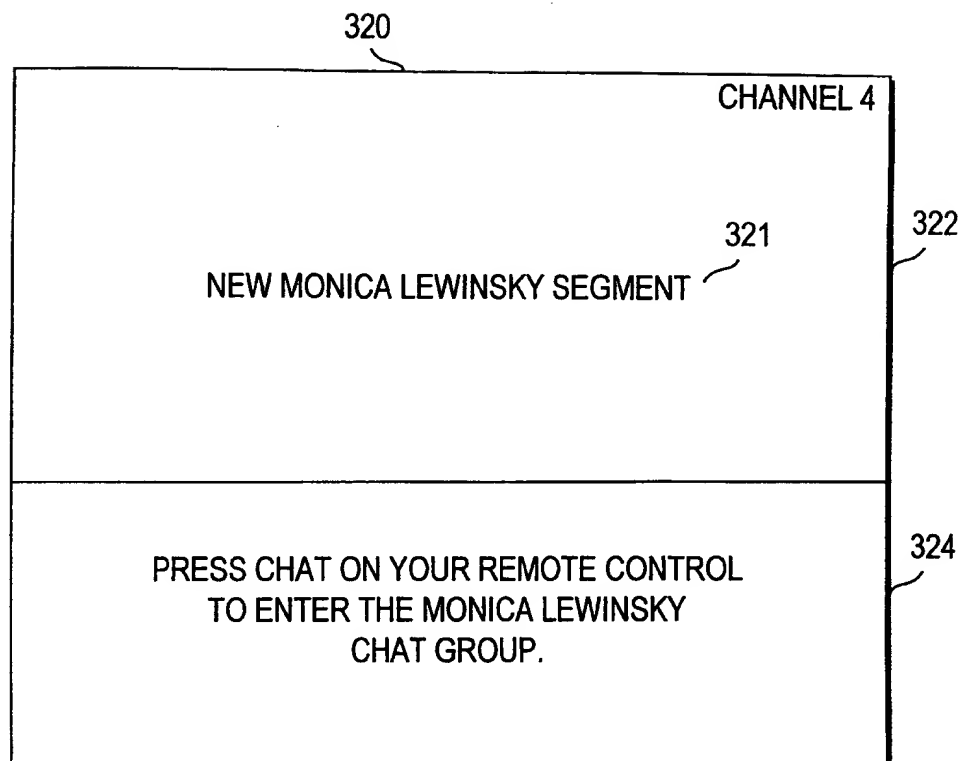 320
CHANNEL 4
322
321
NEW MONICA LEWINSKY SEGMENT
324
PRESS CHAT ON YOUR REMOTE CONTROL
TO ENTER THE MONICA LEWINSKY
CHAT GROUP.